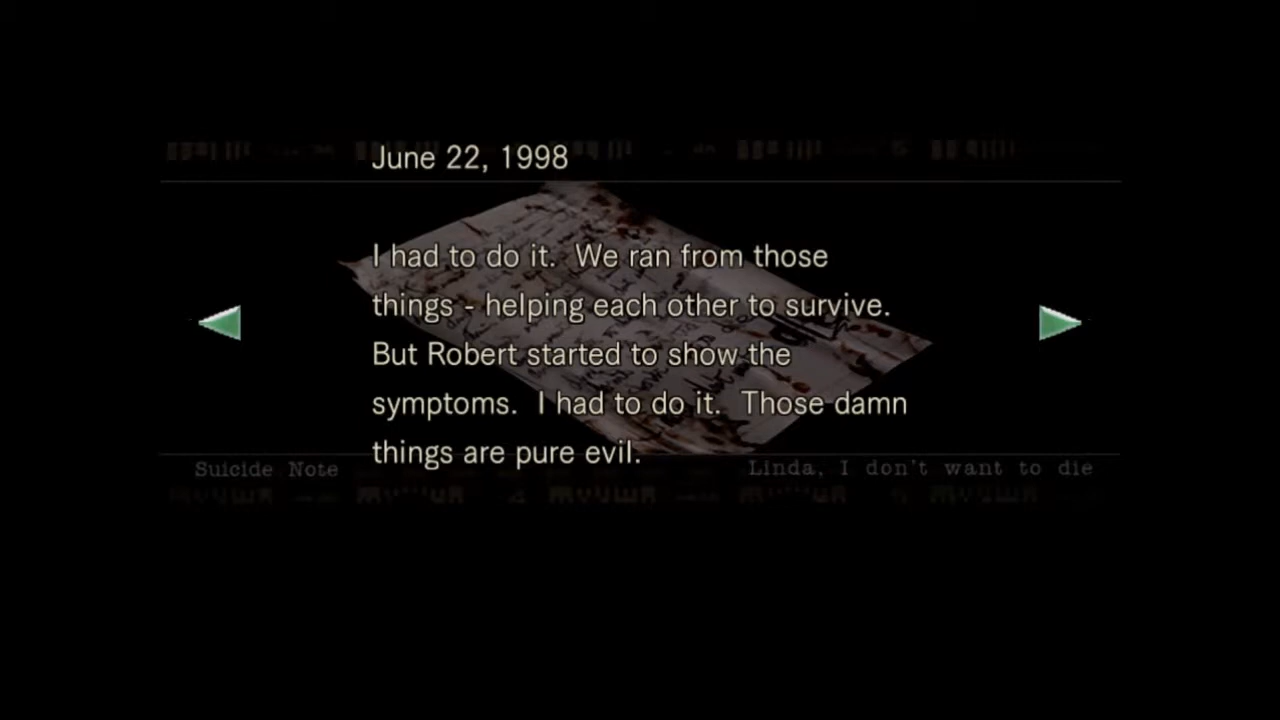 June 22, 1998
I had to do it. We ran from those
things - helping each other to survive.
But Robert started to show the
symptoms. I had to do it. Those damn
things are pure evil.
Suicide Note
Linda, I don't want to die